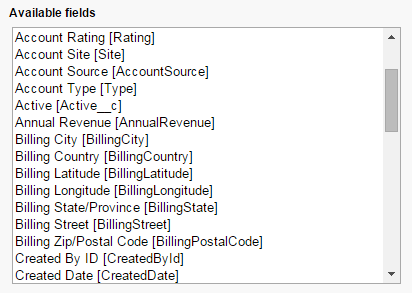 Available fields
Account Rating [Rating]
Account Site [Site]
Account Source [AccountSource]
Account Type [Type]
Active [Active__c]
Annual Revenue [AnnualRevenue]
Billing City [BillingCity]
Billing Country [BillingCountry]
Billing Latitude [BillingLatitude]
Billing Longitude [BillingLongitude]
Billing State/Province [BillingState]
Billing Street [BillingStreet]
Billing Zip/Postal Code [BillingPostalCode]
Created By ID [CreatedById]
Created Date [CreatedDate]